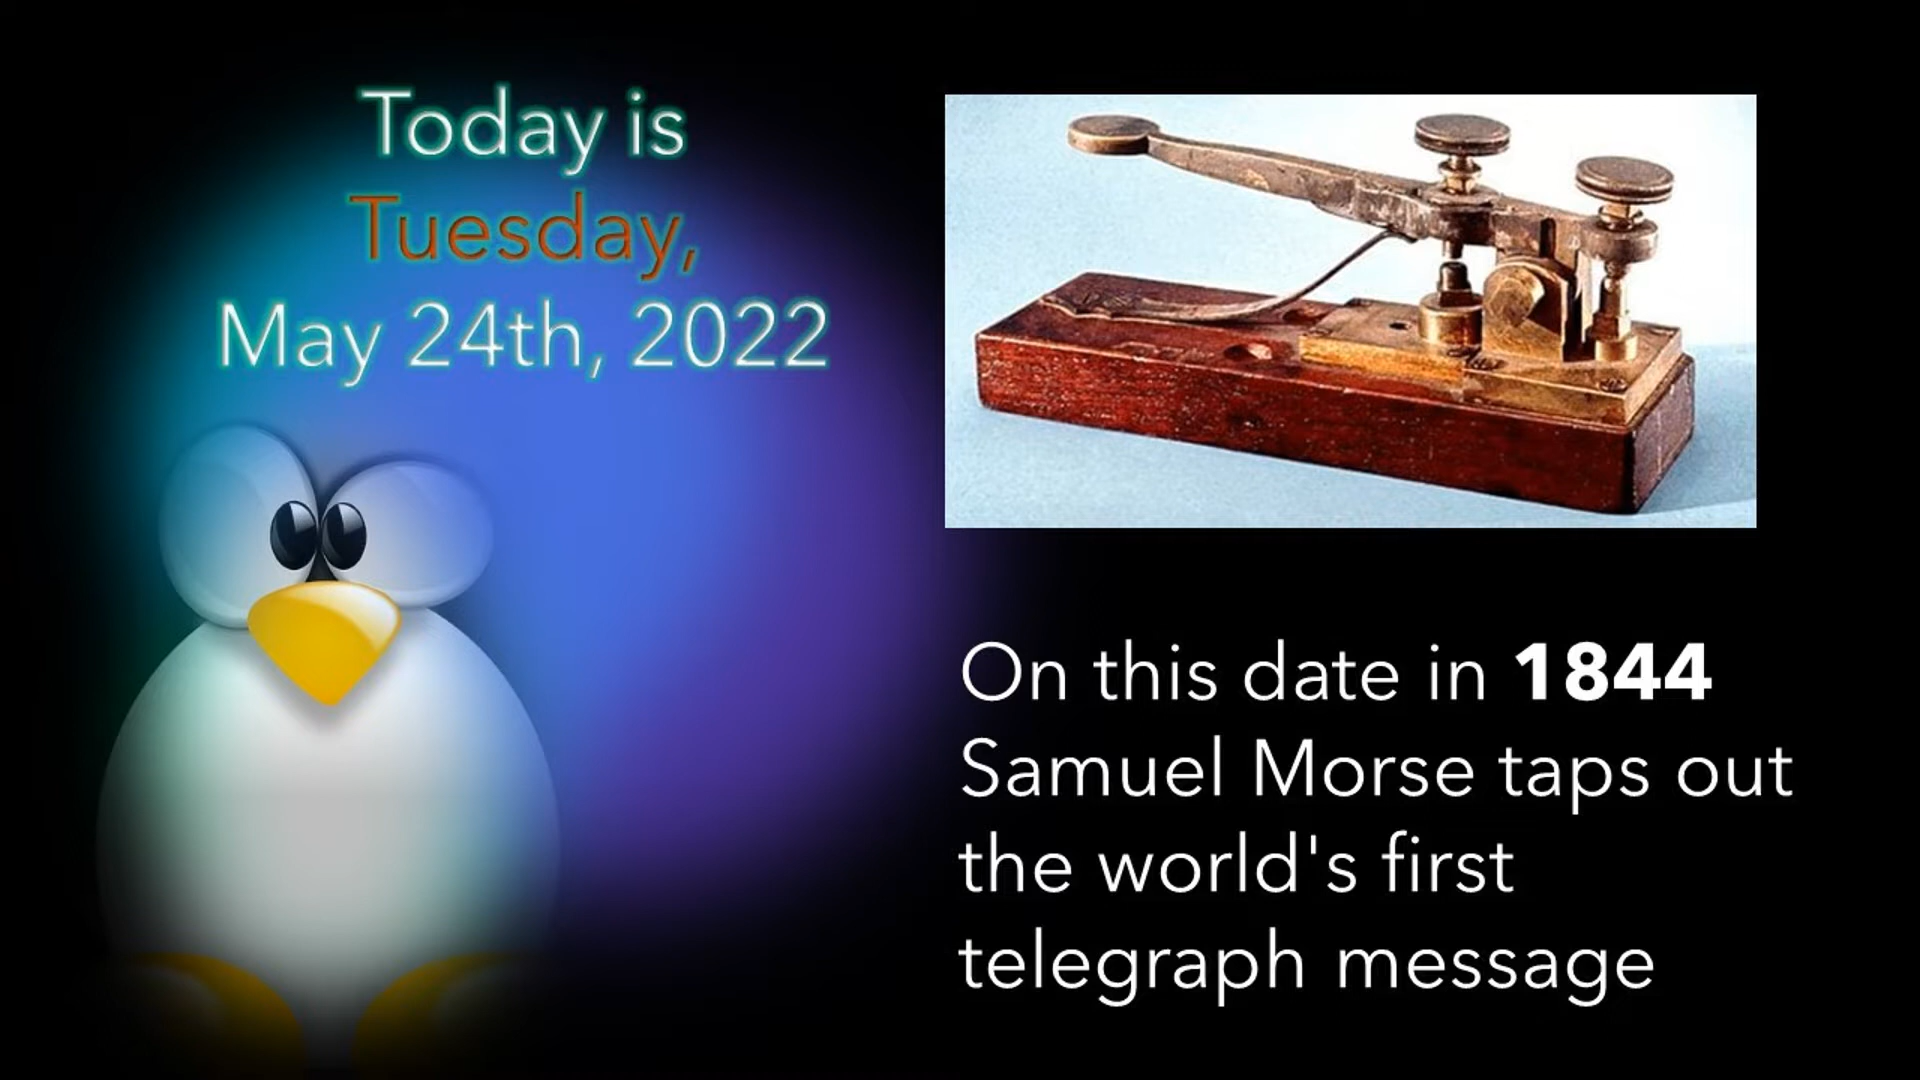 Today is
Tuesday,
May 24th, 2022
On this date in 1844
Samuel Morse taps out
the world's first
telegraph message